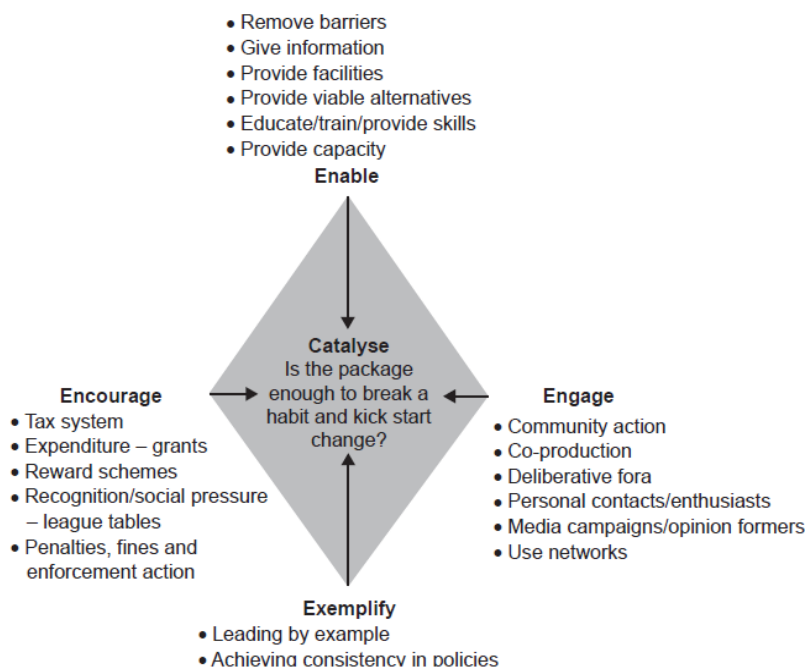 • Remove barriers
• Give information
• Provide facilities
• Provide viable alternatives
• Educate/train/provide skills
• Provide capacity
Enable
Catalyse
Is the package
enough to break a
habit and kick start
change?
Encourage
• Tax system
• Expenditure – grants
• Reward schemes
• Recognition/social pressure
– league tables
• Penalties, fines and
enforcement action
Engage
• Community action
• Co-production
• Deliberative fora
• Personal contacts/enthusiasts
• Media campaigns/opinion formers
• Use networks
Exemplify
• Leading by example
• Achieving consistency in policies